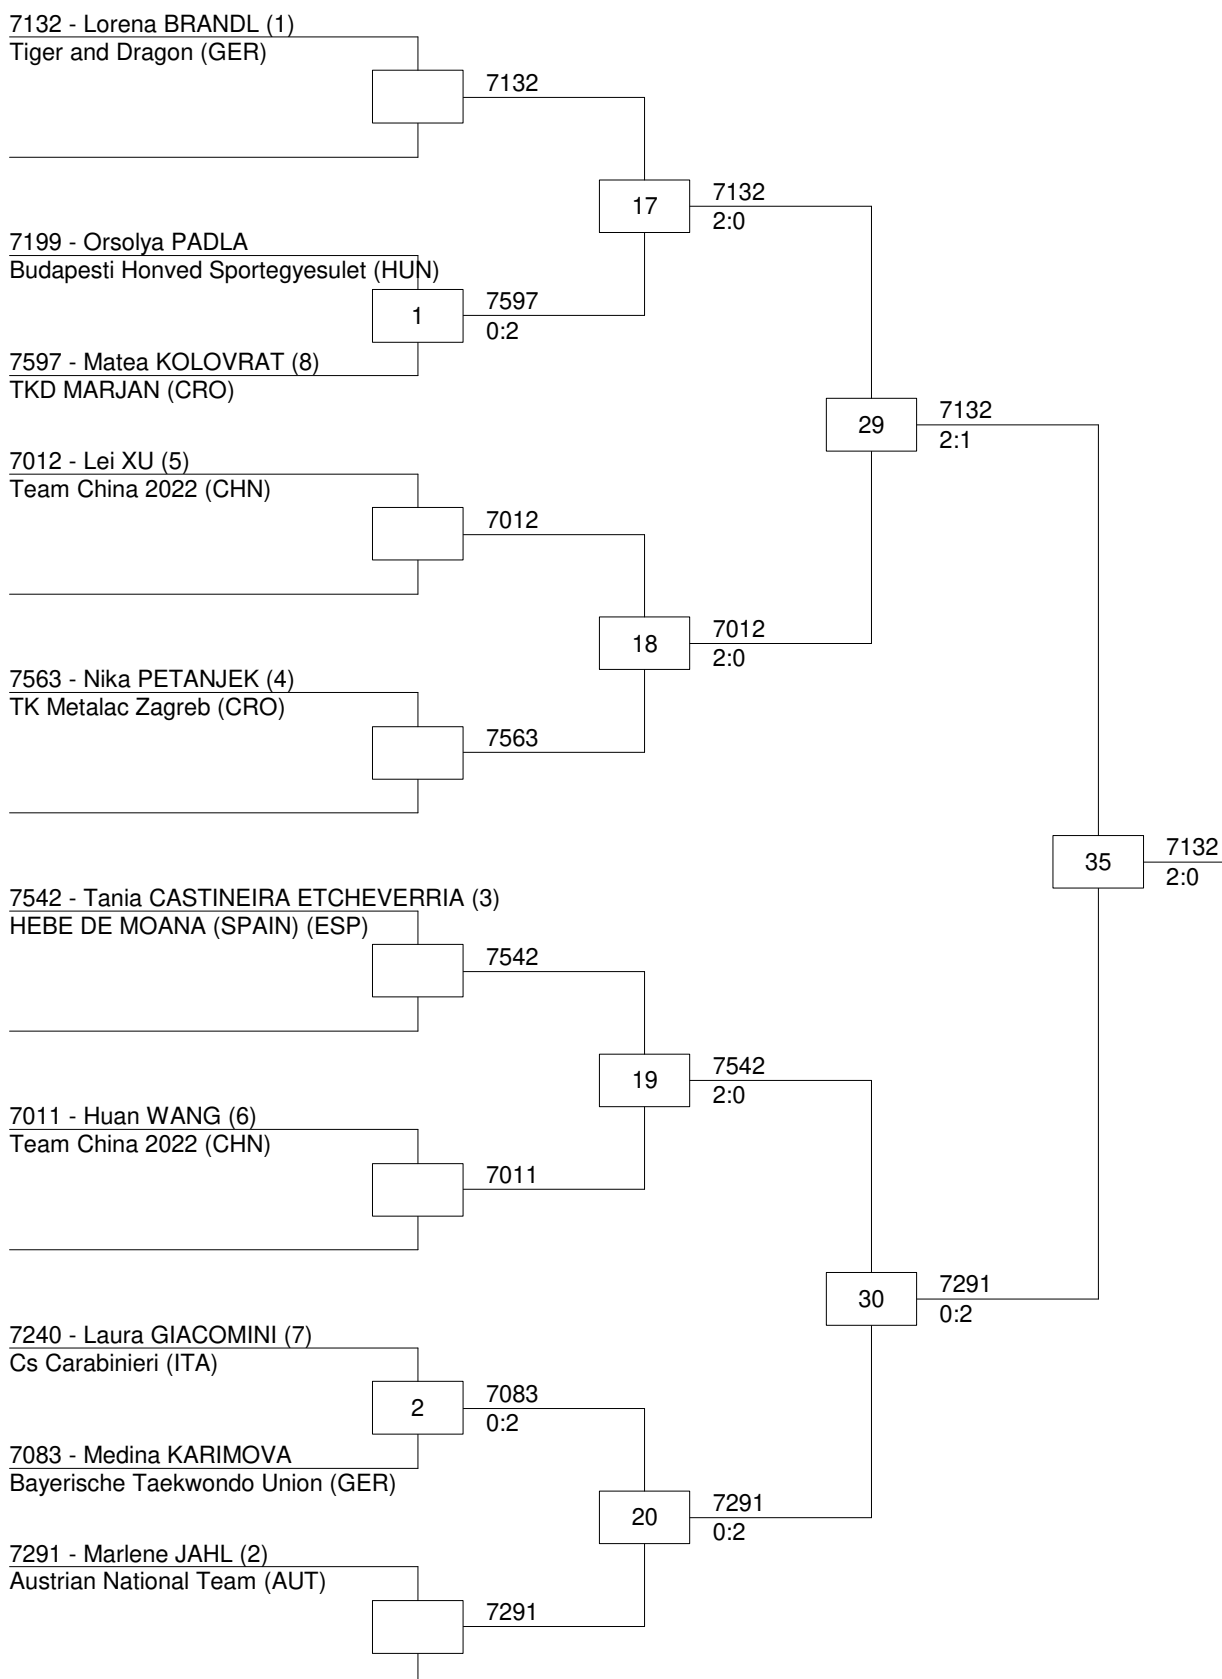 7132 - Lorena BRANDL (1)
Tiger and Dragon (GER)
7132
17
7132
2:0
7199 - Orsolya PADLA
Budapesti Honved Sportegyesulet (HUN)
1
7597
0:2
7597 - Matea KOLOVRAT (8)
TKD MARJAN (CRO)
29
7132
2:1
7012 - Lei XU (5)
Team China 2022 (CHN)
7012
18
7012
2:0
7563 - Nika PETANJEK (4)
TK Metalac Zagreb (CRO)
7563
35
7132
2:0
7542 - Tania CASTINEIRA ETCHEVERRIA (3)
HEBE DE MOANA (SPAIN) (ESP)
7542
19
7542
2:0
7011 - Huan WANG (6)
Team China 2022 (CHN)
7011
30
7291
0:2
7240 - Laura GIACOMINI (7)
Cs Carabinieri (ITA)
2
7083
0:2
7083 - Medina KARIMOVA
Bayerische Taekwondo Union (GER)
20
7291
0:2
7291 - Marlene JAHL (2)
Austrian National Team (AUT)
7291